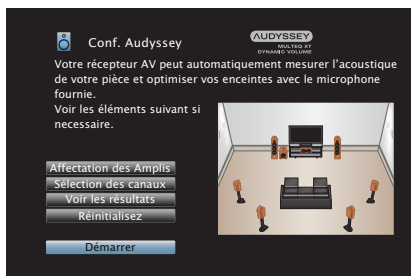 Conf. Audyssey
AUDYSSEY
MULTEQ XT
DYNAMIC VOLUME
Votre récepteur AV peut automatiquement mesurer l'acoustique
de votre pièce et optimiser vos enceintes avec le microphone
fournie.
Voir les éléments suivant si
necessaire.
Affectation des Amplis
Sélection des canaux
Voir les résultats
Réinitialisez
Démarrer